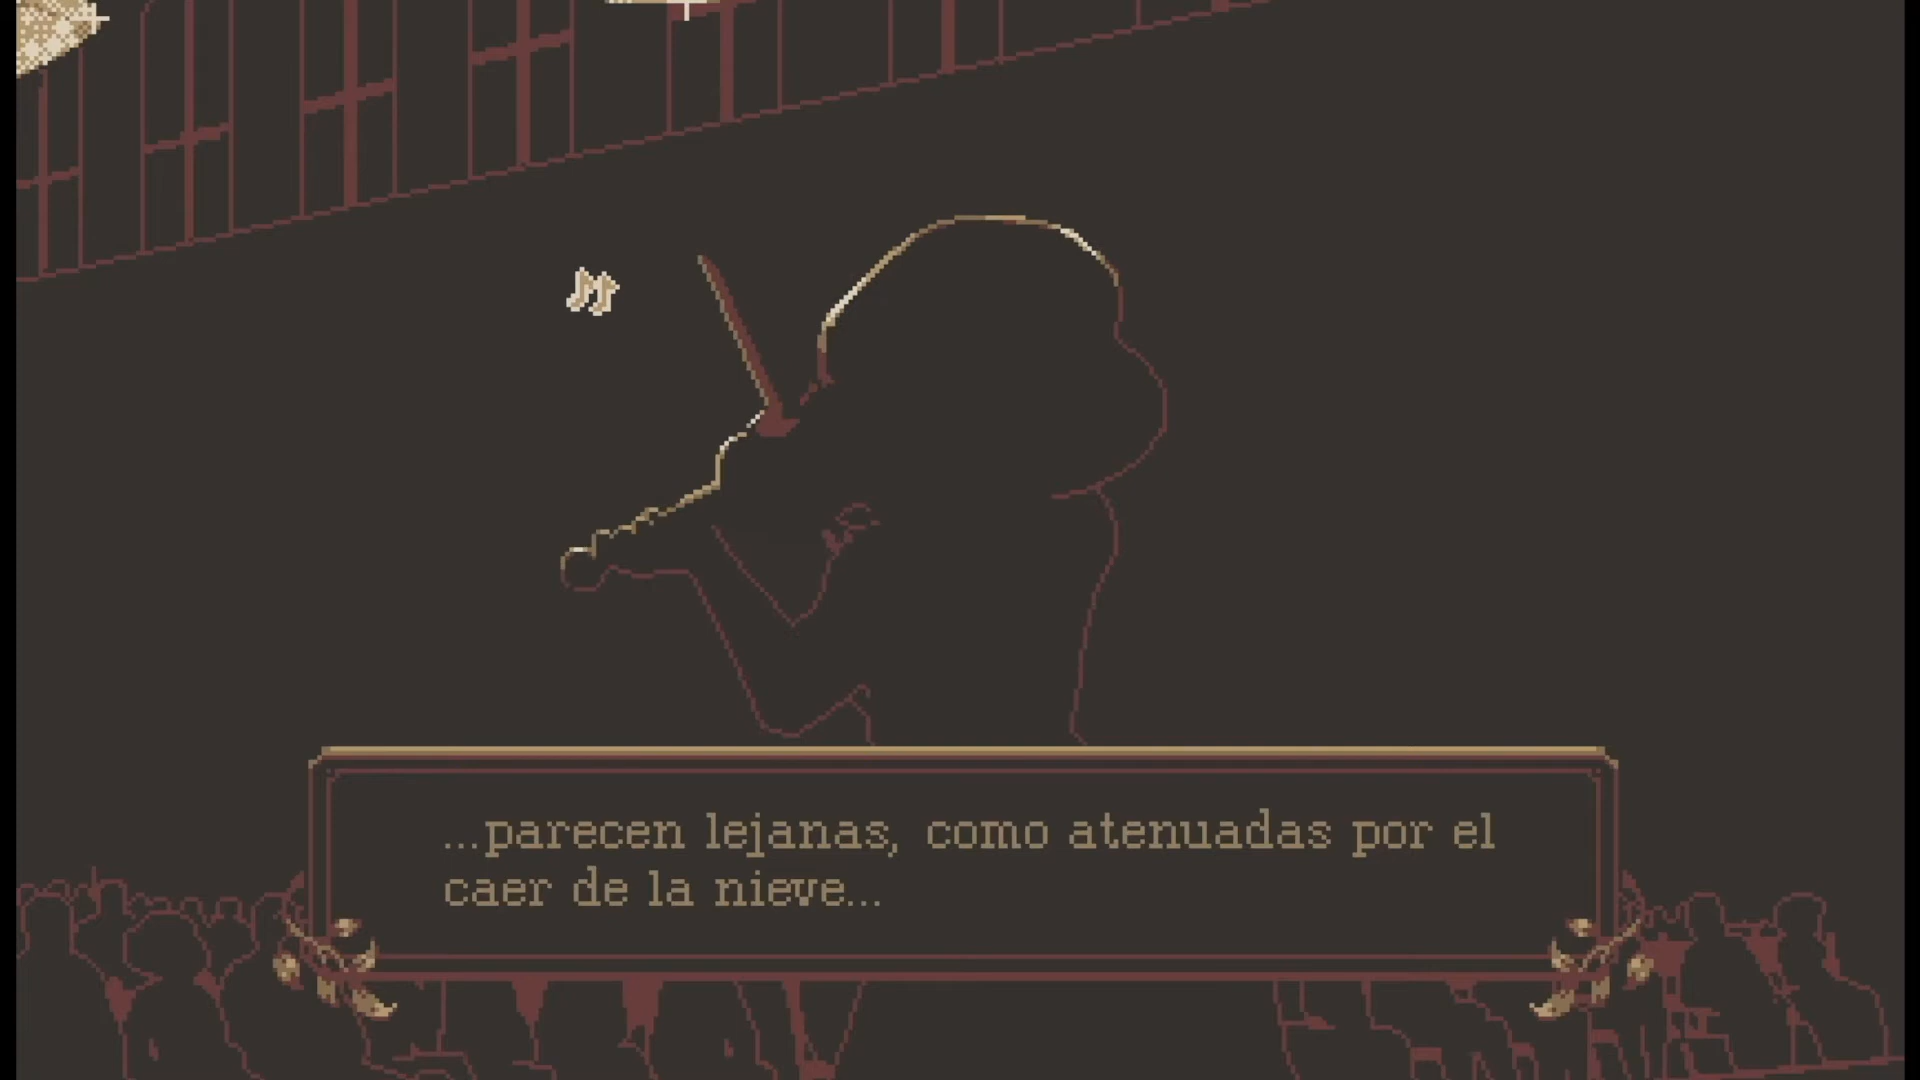 ...parecen lejanas, como atenuadas por el
caer de la nieve...